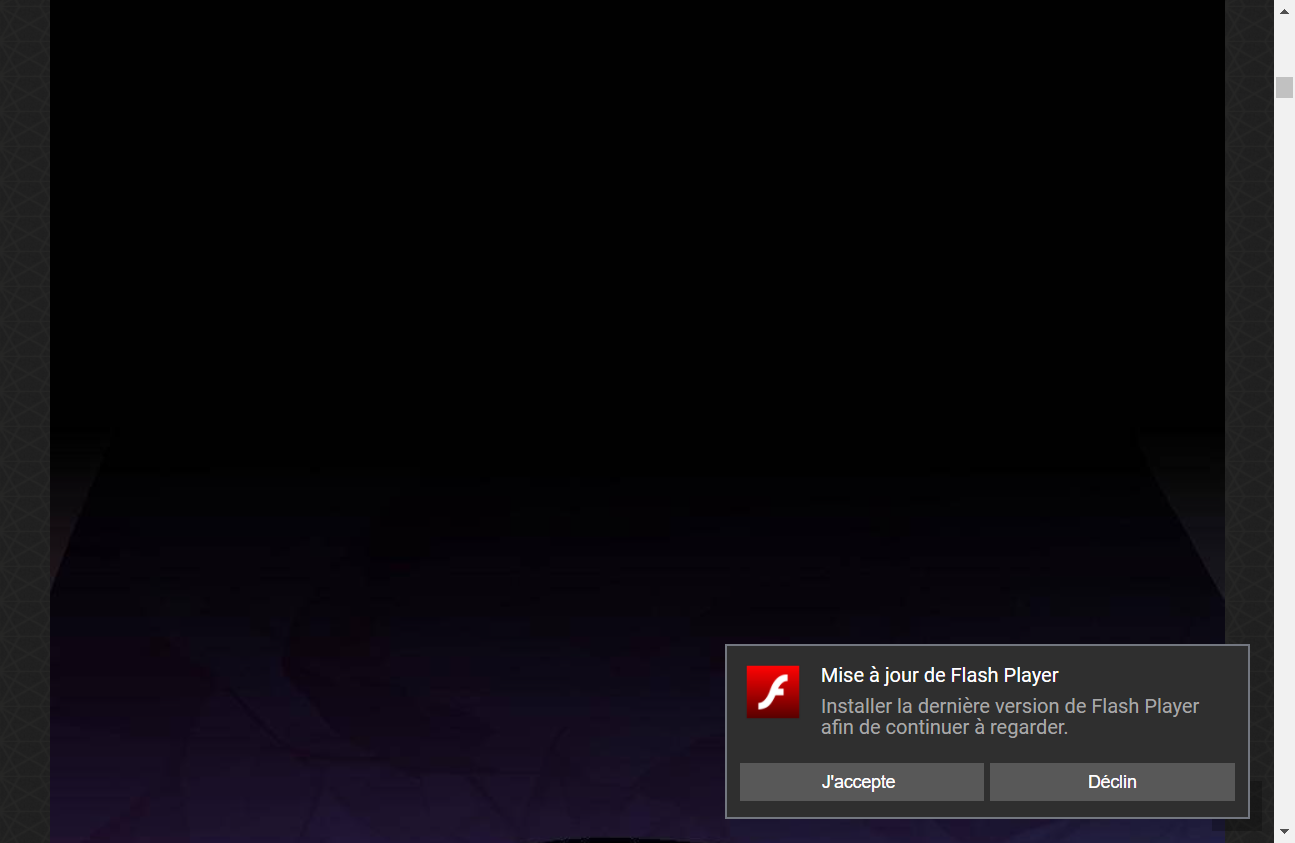 Mise à jour de Flash Player
Installer la dernière version de Flash Player
afin de continuer à regarder.
J'accepte
Déclin